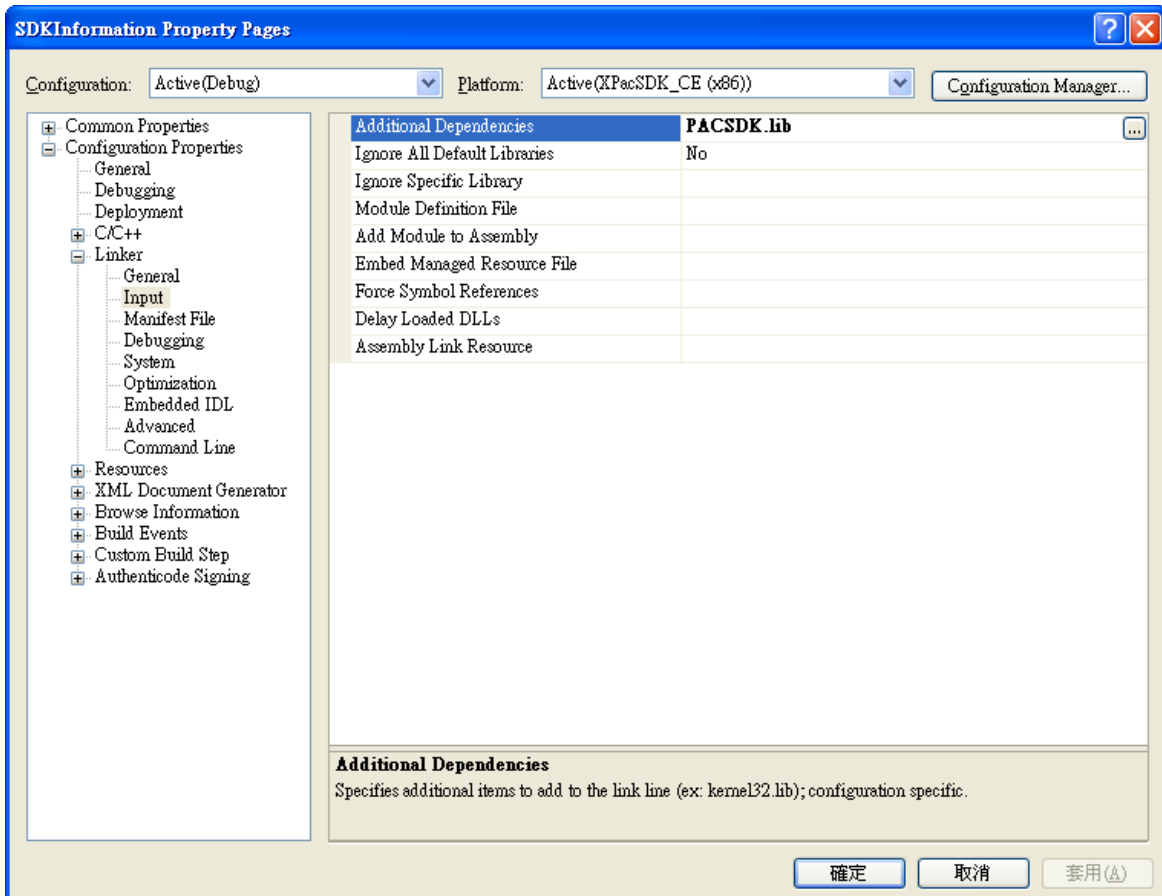 SDKInformation Property Pages
Configuration: Active(Debug) Platform: Active(XPacSDK_CE (x86)) Configuration Manager...
Common Properties
Configuration Properties
General
Debugging
Deployment
C/C++
Linker
General
Input
Manifest File
Debugging
System
Optimization
Embedded IDL
Advanced
Command Line
Resources
XML Document Generator
Browse Information
Build Events
Custom Build Step
Authenticode Signing
Additional Dependencies PACSDK.lib ...
Ignore All Default Libraries No
Ignore Specific Library
Module Definition File
Add Module to Assembly
Embed Managed Resource File
Force Symbol References
Delay Loaded DLLs
Assembly Link Resource
Additional Dependencies
Specifies additional items to add to the link line (ex: kernel32.lib); configuration specific.
確定 取消 套用(A)